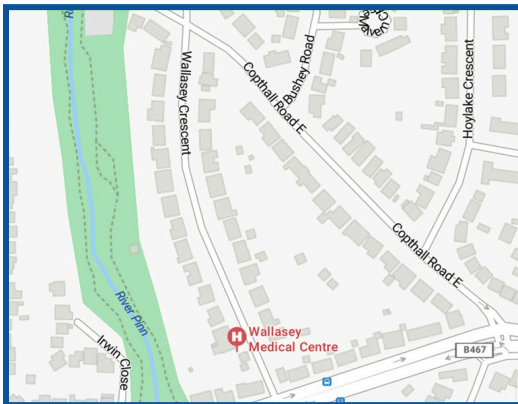 Wallasey Crescent
Bushey Road
Copthall Road E
Hoylake Crescent
Copthall Road E
River Pinn
Irwin Close
Wallasey
Medical Centre
H
B467